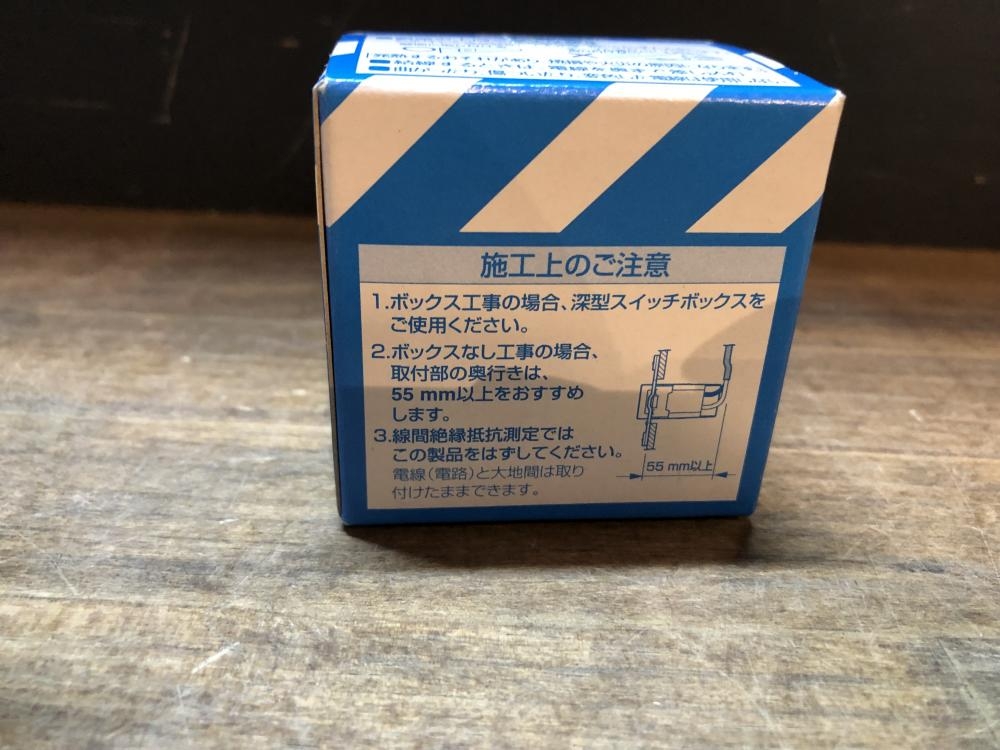 施工上のご注意
1.ボックス工事の場合、深型スイッチボックスを
ご使用ください。
2.ボックスなし工事の場合、
取付部の奥行きは、
55 mm以上をおすすめ
します。
3.線間絶縁抵抗測定では
この製品をはずしてください。
電線(電路)と大地間は取り
付けたままできます。
55 mm以上